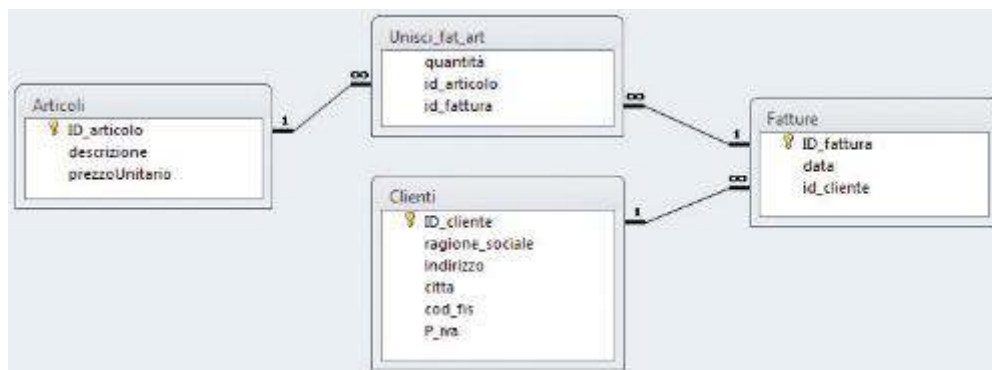 Unisci_fat_art
quantità
id_articolo
id_fattura
Articoli
ID_articolo
descrizione
prezzoUnitario
Fatture
ID_fattura
data
id_cliente
Clienti
ID_cliente
ragione_sociale
indirizzo
citta
cod_fis
P_iva
1
∞
∞
1
∞
1